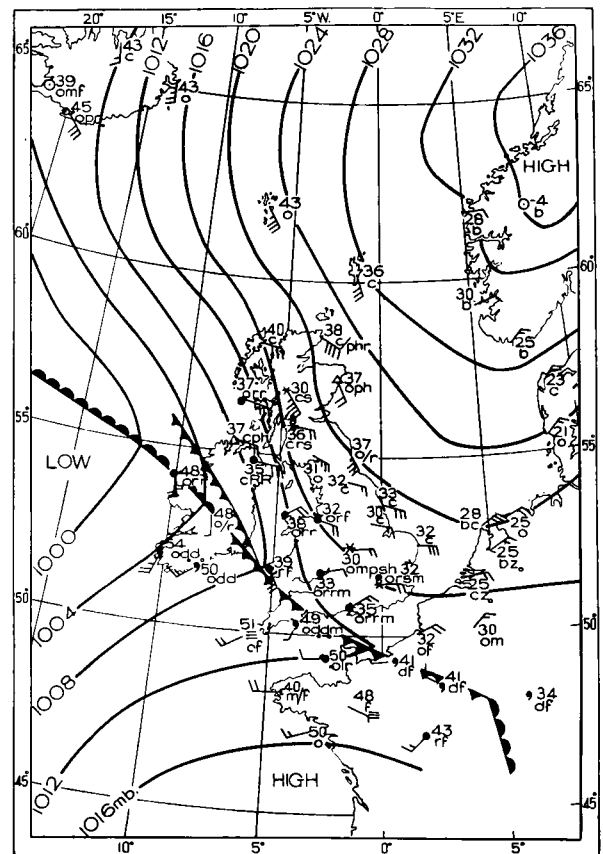 20° 15° 10° 5°W. 0° 5°E 10°
65°
43
c
1012
1016
1020
1024
1028
1032
1036
65°
39
omf
45
43
o
HIGH
-4
b
43
o
28
b
60°
36
c
60°
30
b
25
b
40
c
38
c/phr
37
37
oph
30
cs
23
c
55°
37
cph
36
crs
37
o/r
21
o
55°
LOW
48
orr
35
chR
31
o
32
c
33
c
48
o/r
38
orr
32
orf
30
c
32
c
28
bc
25
o
1000
54
odd
50
odd
39
rf
30
ompsh
32
orsm
25
bz.
33
orrm
25
cz.
50°
1004
35
orrm
50°
51
cf
49
oddm
32
of
30
om
1008
50
olr
41
df
41
df
34
df
40
m/f
48
f
50
o
43
rf
45°
1012
1016mb.
HIGH
45°
10° 5° 0° 5°